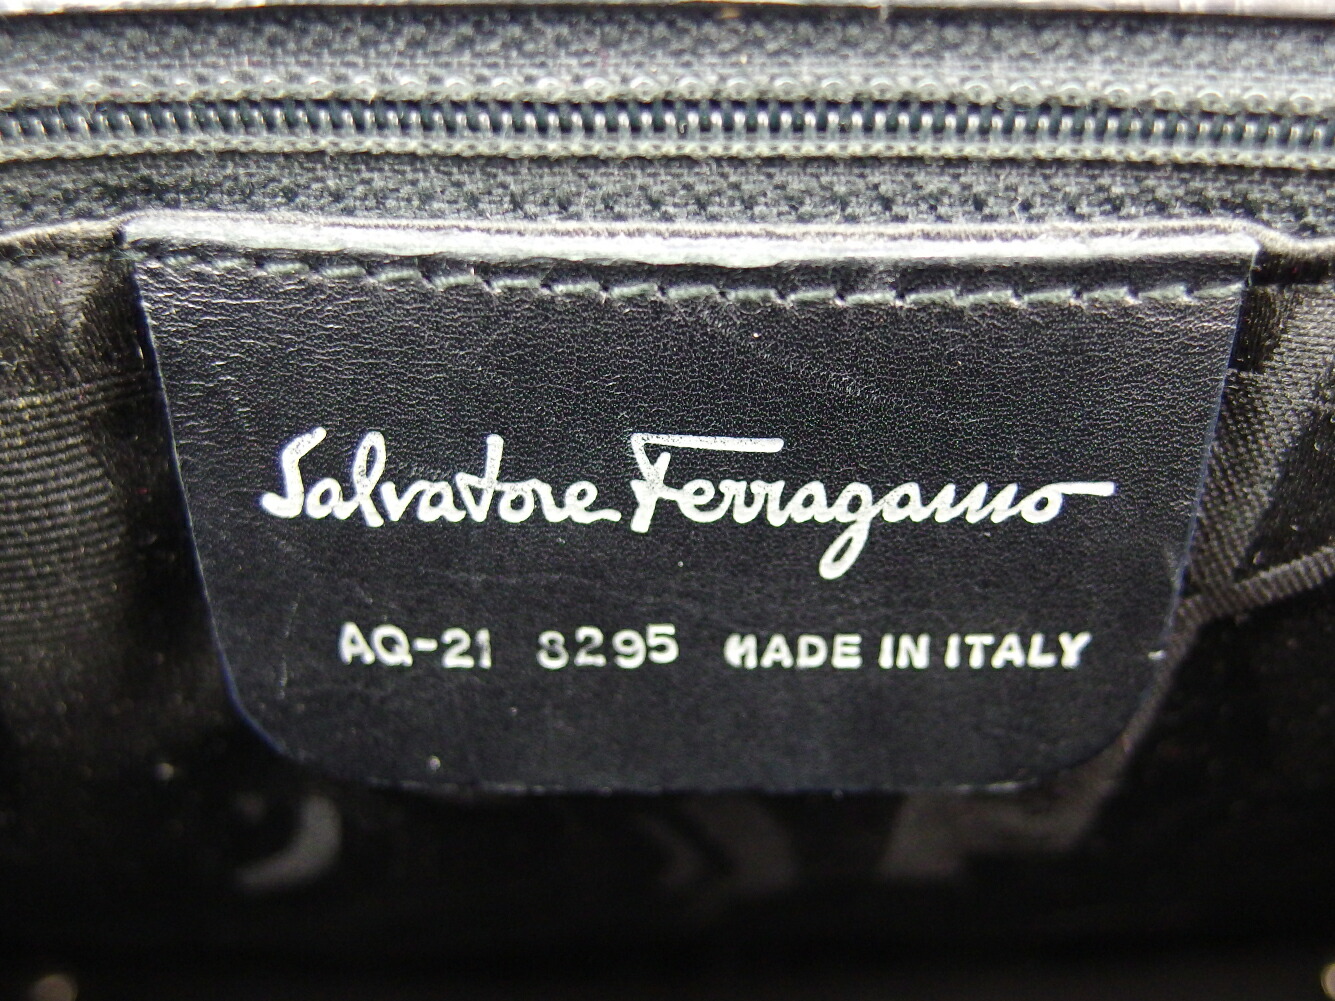 Salvatore Ferragamo
AQ-21 8295 MADE IN ITALY